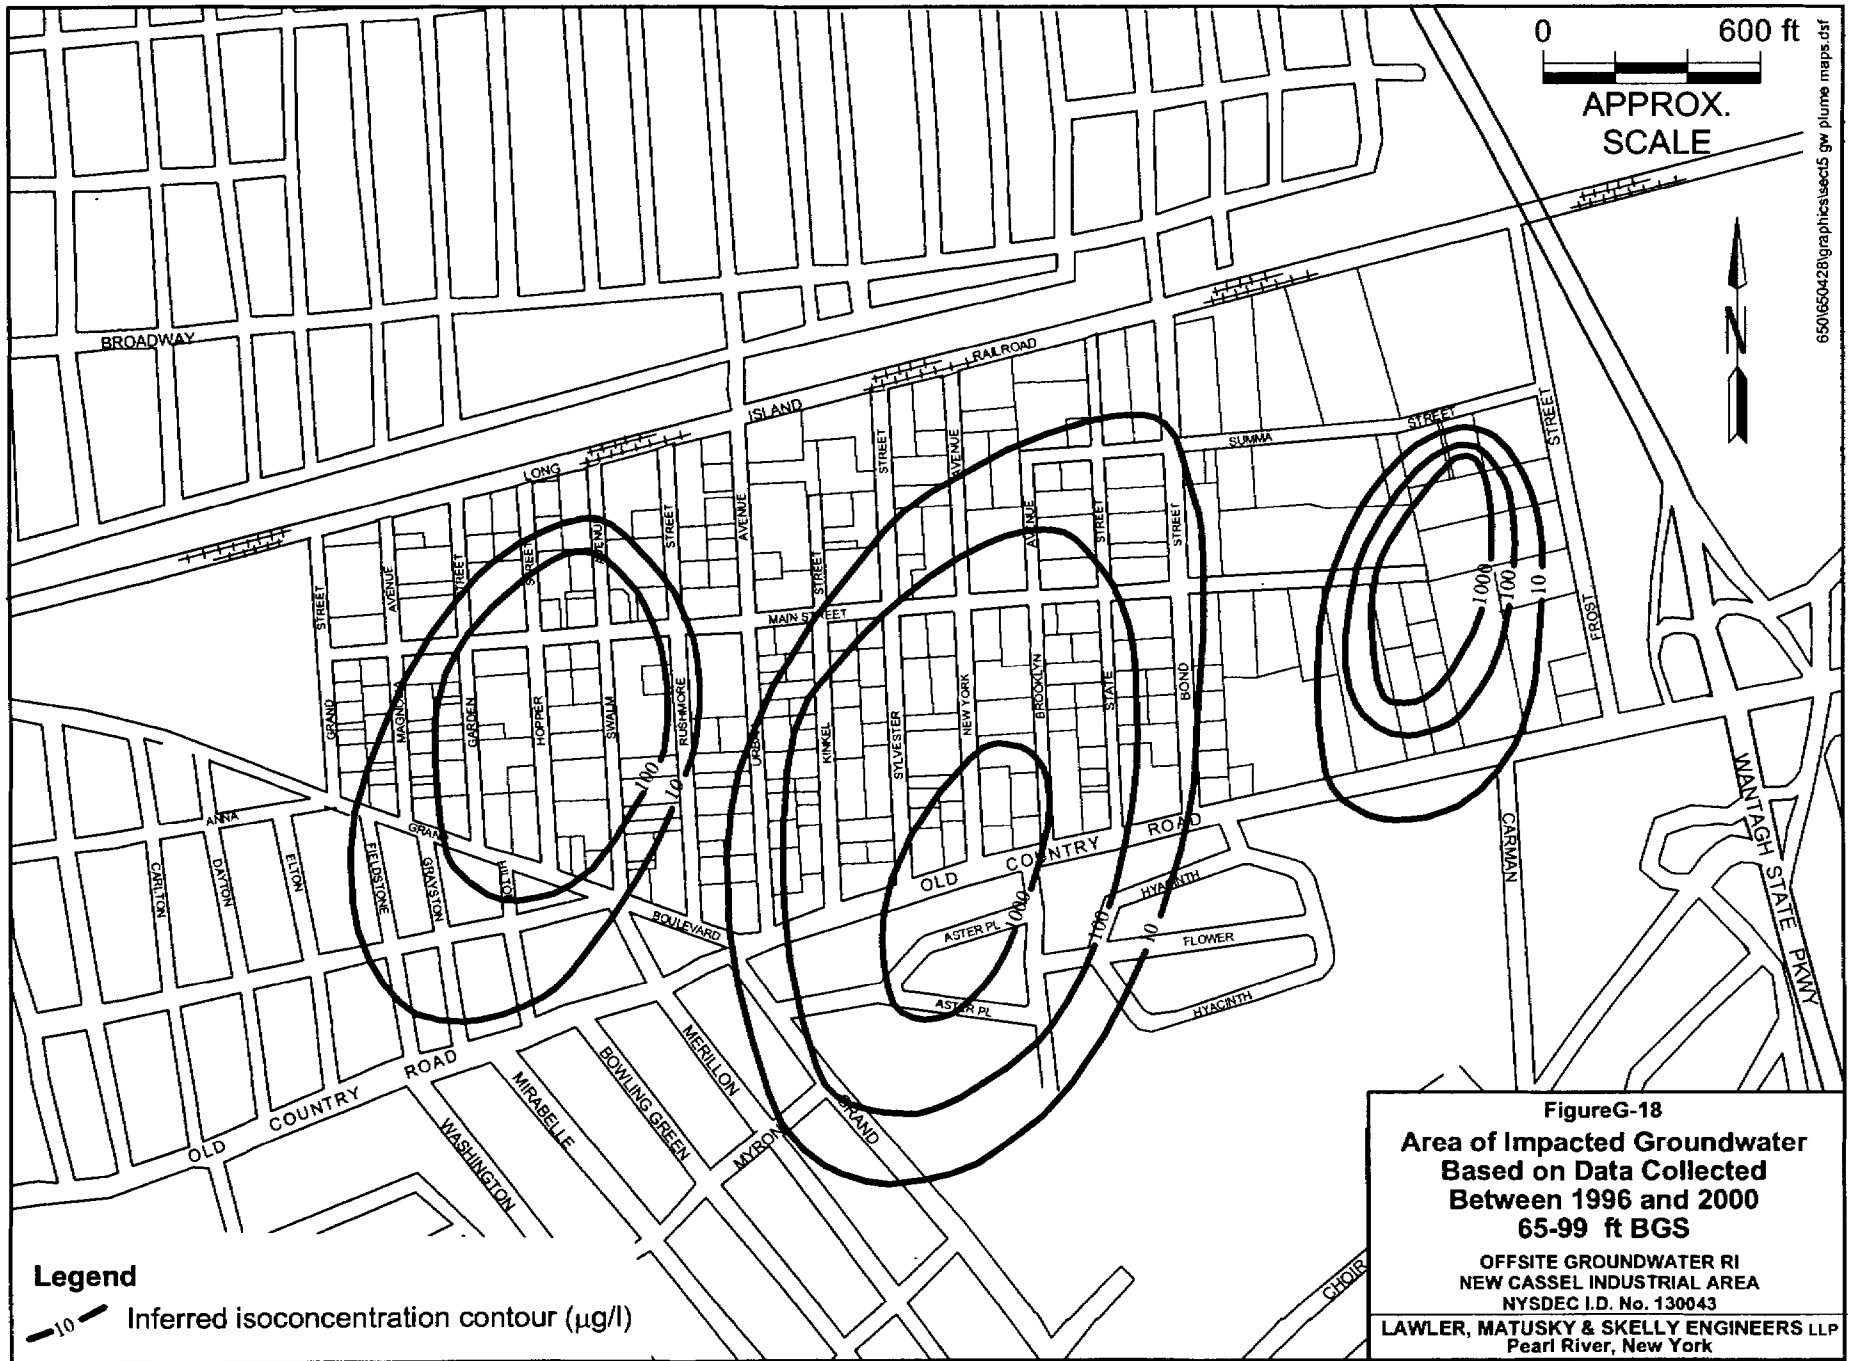 0 600 ft
APPROX.
SCALE
650\650428\graphics\sect5 gw plume maps.dsf
N
BROADWAY
LONG
ISLAND
RAILROAD
SUMMA
STREET
STREET
FROST
STREET
AVENUE
STREET
STREET
AVENUE
STREET
AVENUE
STREET
STREET
AVENUE
AVENUE
STREET
STREET
MAIN STREET
GRAND
MAGNOLIA
GARDEN
HOPPER
SWALM
RUSHMORE
KINKEL
SYLVESTER
NEW YORK
BROOKLYN
STATE
BOND
1000
100
10
100
10
1000
100
10
ANNA
CARLTON
DAYTON
ELTON
FIELDSTONE
GRAYSTON
GRAND
BOULEVARD
OLD
COUNTRY
ROAD
HYACINTH
ASTER PL
FLOWER
ASTER PL
HYACINTH
CARMAN
WANTAGH STATE PKWY
OLD
COUNTRY
ROAD
WASHINGTON
MIRABELLE
BOWLING GREEN
MERILLON
MYRON
GRAND
CHOIR
Legend
10 Inferred isoconcentration contour (µg/l)
FigureG-18
Area of Impacted Groundwater
Based on Data Collected
Between 1996 and 2000
65-99 ft BGS
OFFSITE GROUNDWATER RI
NEW CASSEL INDUSTRIAL AREA
NYSDEC I.D. No. 130043
LAWLER, MATUSKY & SKELLY ENGINEERS LLP
Pearl River, New York